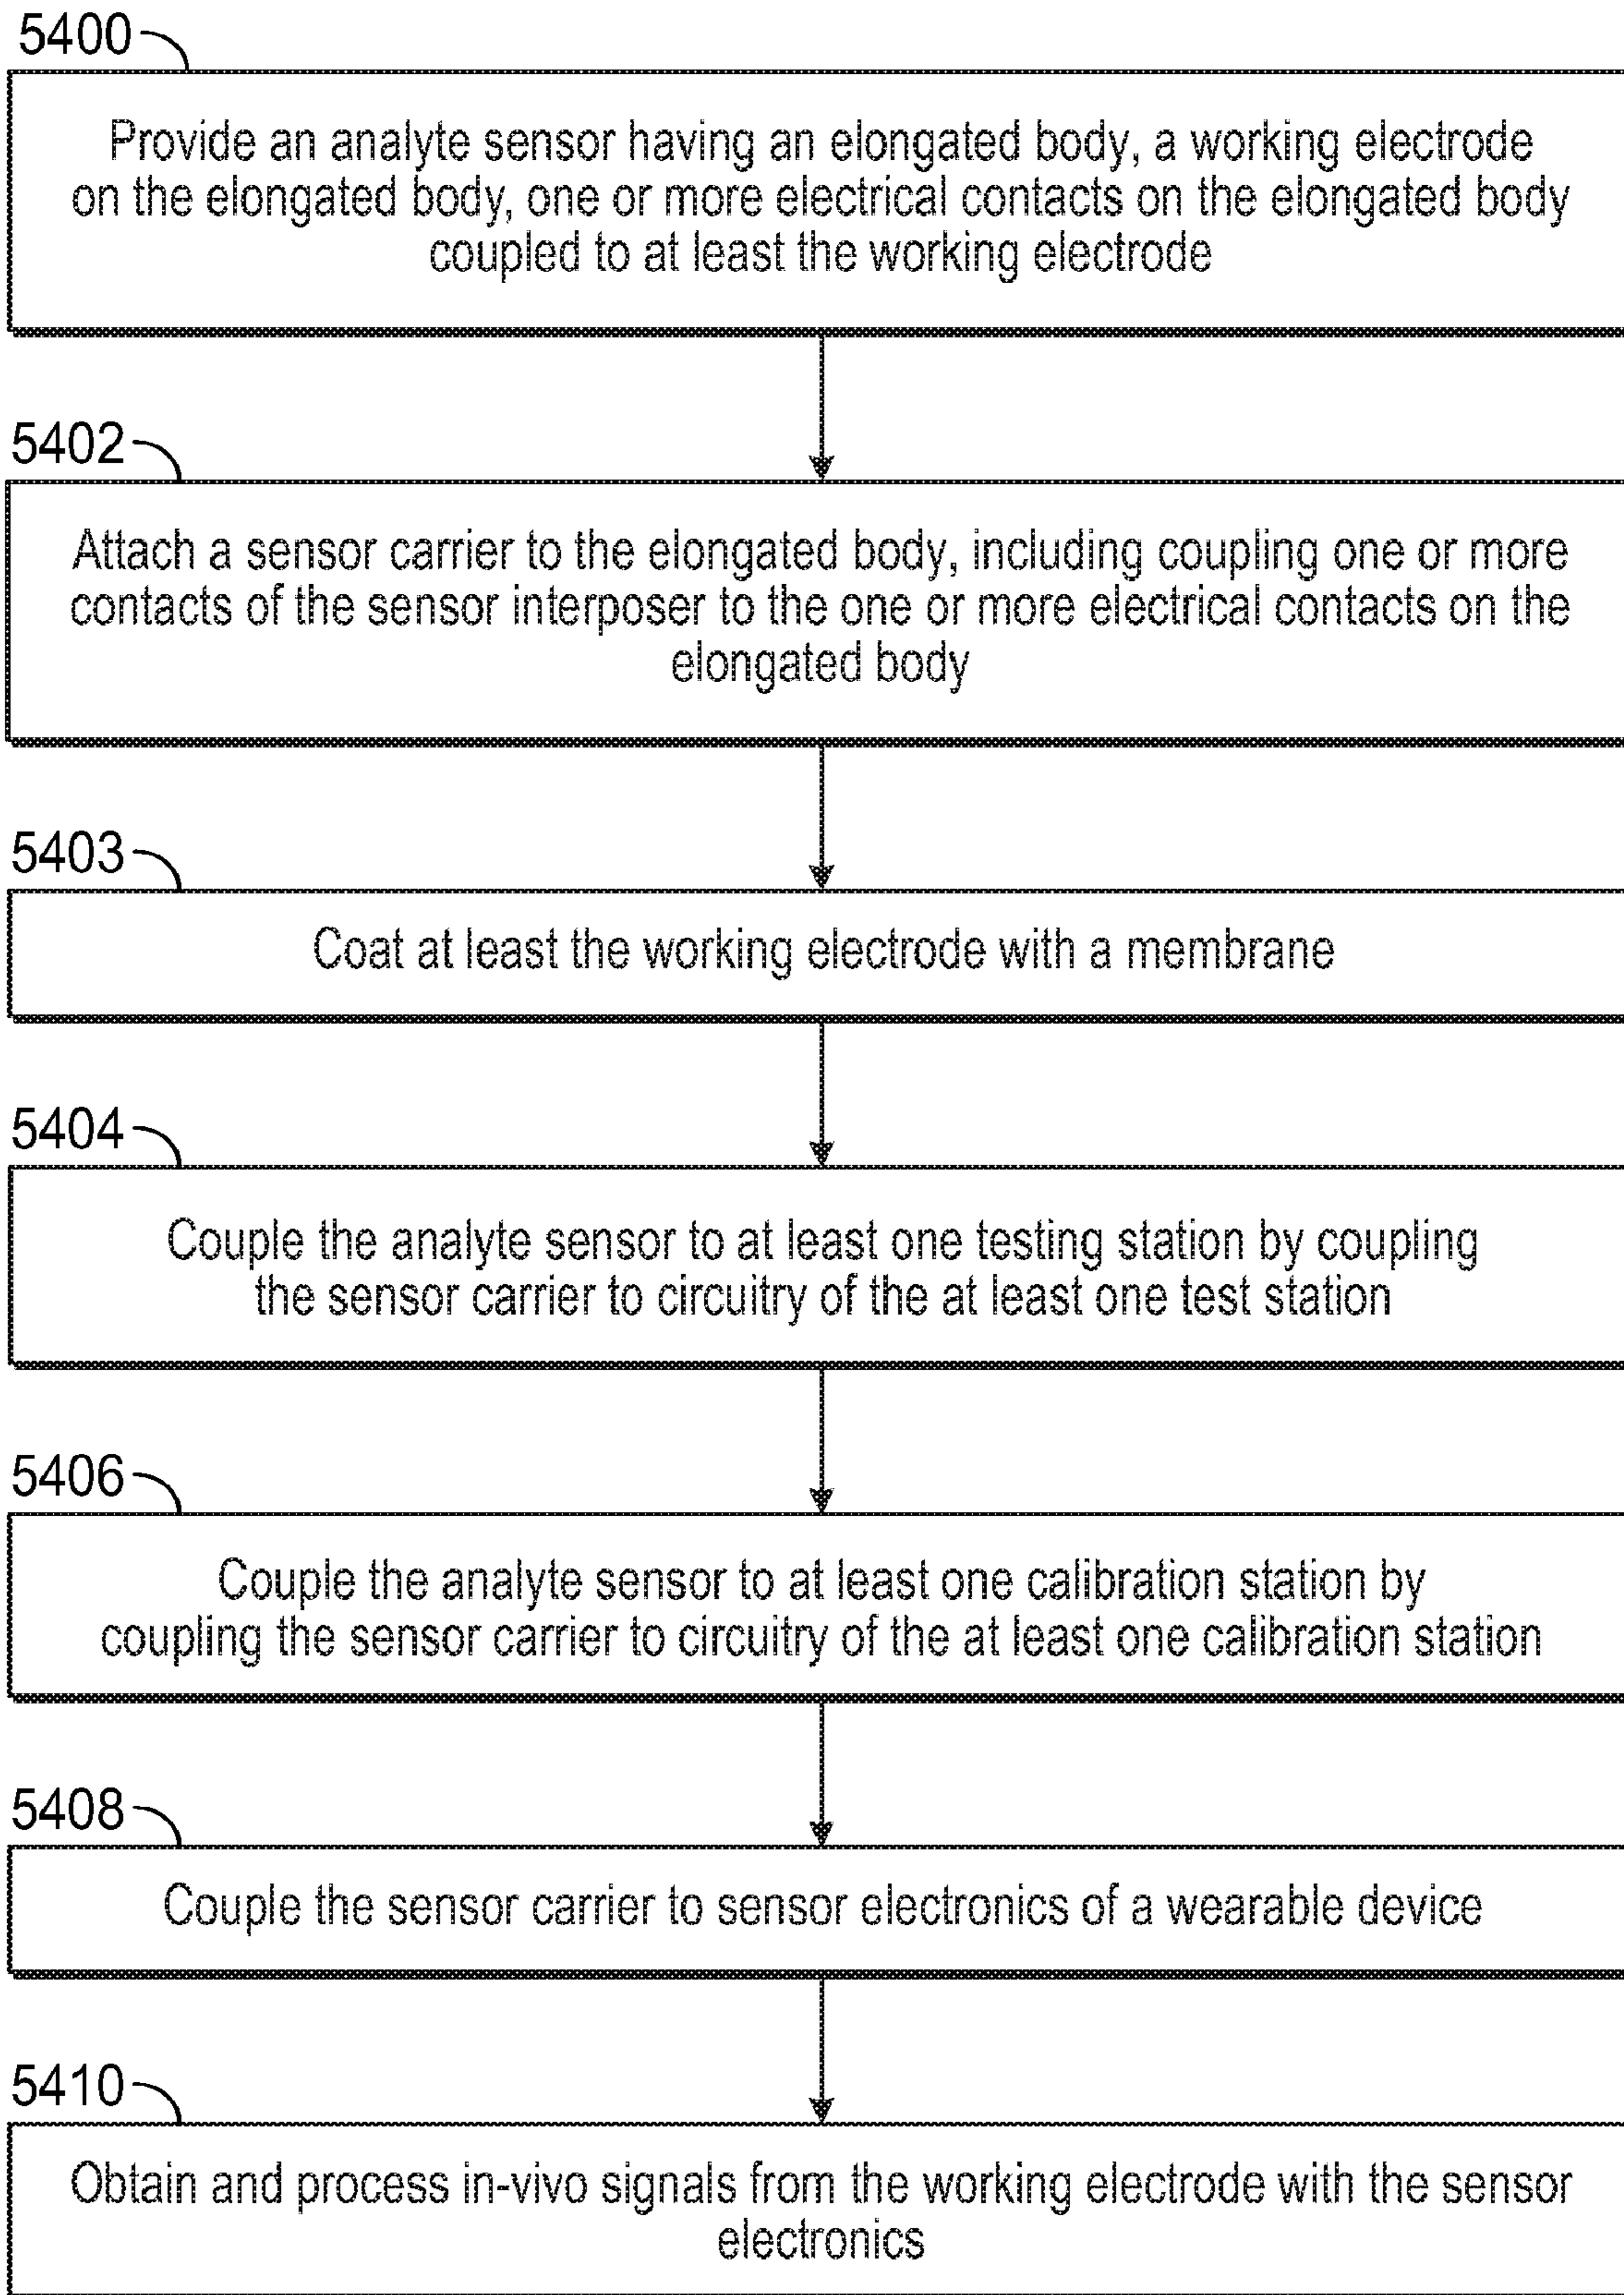 5400
Provide an analyte sensor having an elongated body, a working electrode
on the elongated body, one or more electrical contacts on the elongated body
coupled to at least the working electrode
5402
Attach a sensor carrier to the elongated body, including coupling one or more
contacts of the sensor interposer to the one or more electrical contacts on the
elongated body
5403
Coat at least the working electrode with a membrane
5404
Couple the analyte sensor to at least one testing station by coupling
the sensor carrier to circuitry of the at least one test station
5406
Couple the analyte sensor to at least one calibration station by
coupling the sensor carrier to circuitry of the at least one calibration station
5408
Couple the sensor carrier to sensor electronics of a wearable device
5410
Obtain and process in-vivo signals from the working electrode with the sensor
electronics